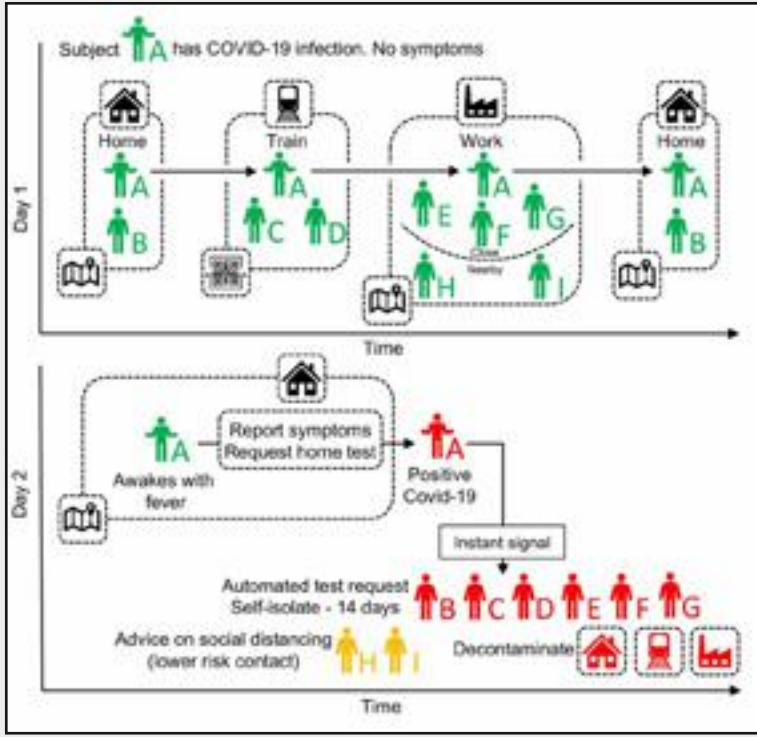 Subject A has COVID-19 infection. No symptoms
Home
Train
Work
Home
A
A
A
A
B
C D
E F G
B
Close
Nearby
H I
Day 1
Time
A
Report symptoms
Request home test
A
Awakes with
fever
Positive
Covid-19
Day 2
Instant signal
Automated test request
Self-isolate - 14 days
B C D E F G
Advice on social distancing
(lower risk contact)
H I
Decontaminate
Time